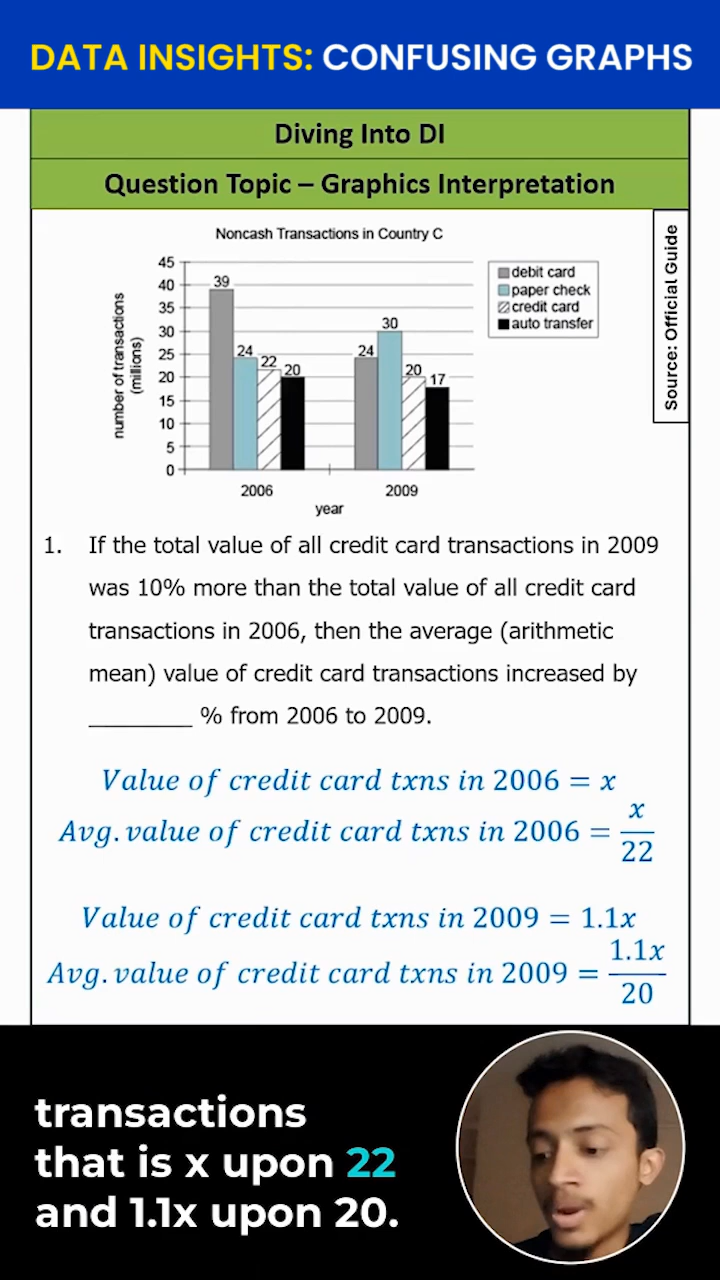 DATA INSIGHTS: CONFUSING GRAPHS
Diving Into DI
Question Topic – Graphics Interpretation
Source: Official Guide
Noncash Transactions in Country C
number of transactions
(millions)
45
40
35
30
25
20
15
10
5
0
39
24
22
20
24
30
20
17
2006
2009
year
debit card
paper check
credit card
auto transfer
1. If the total value of all credit card transactions in 2009
was 10% more than the total value of all credit card
transactions in 2006, then the average (arithmetic
mean) value of credit card transactions increased by
________ % from 2006 to 2009.
Value of credit card txns in 2006 = x
Avg. value of credit card txns in 2006 = x/22
Value of credit card txns in 2009 = 1.1x
Avg. value of credit card txns in 2009 = 1.1x/20
transactions
that is x upon 22
and 1.1x upon 20.